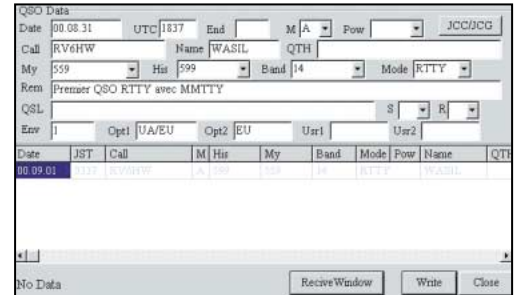 QSO Data
Date 00.08.31 UTC 1837 End M A Pow JCC/JCG
Call RV6HW Name WASIL QTH
My 559 His 599 Band 14 Mode RTTY
Rem Premier QSO RTTY avec MMTTY
QSL S R
Env 1 Opt1 UA/EU Opt2 EU Usr1 Usr2
Date JST Call M His My Band Mode Pow Name QTH
00.09.01 RV6HW A 599 559 14 RTTY WASIL
No Data ReciveWindow Write Close